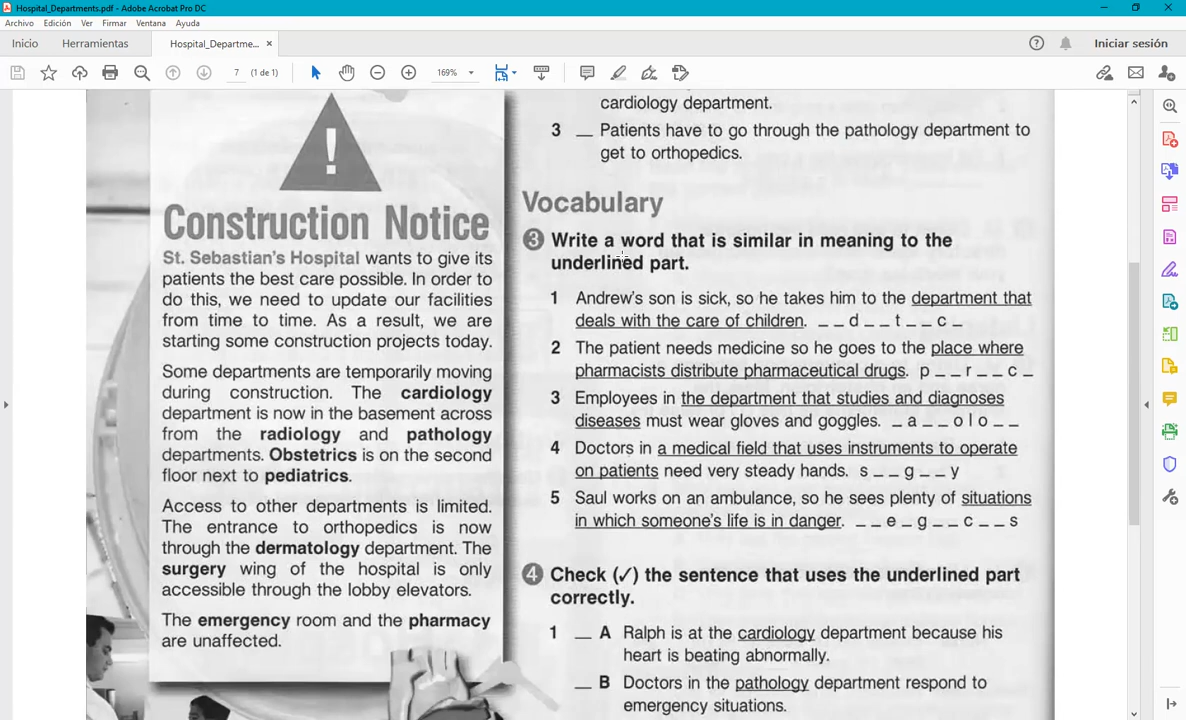 Hospital_Departments.pdf - Adobe Acrobat Pro DC
Archivo Edición Ver Firmar Ventana Ayuda
Inicio Herramientas Hospital_Departme... × Iniciar sesión
7 (1 de 1) 169%
!
Construction Notice
St. Sebastian's Hospital wants to give its
patients the best care possible. In order to
do this, we need to update our facilities
from time to time. As a result, we are
starting some construction projects today.
Some departments are temporarily moving
during construction. The cardiology
department is now in the basement across
from the radiology and pathology
departments. Obstetrics is on the second
floor next to pediatrics.
Access to other departments is limited.
The entrance to orthopedics is now
through the dermatology department. The
surgery wing of the hospital is only
accessible through the lobby elevators.
The emergency room and the pharmacy
are unaffected.
cardiology department.
3 _ Patients have to go through the pathology department to
get to orthopedics.
Vocabulary
3 Write a word that is similar in meaning to the
underlined part.
1 Andrew's son is sick, so he takes him to the department that
deals with the care of children. _ _ d _ _ t _ _ c _
2 The patient needs medicine so he goes to the place where
pharmacists distribute pharmaceutical drugs. p _ _ r _ _ c _
3 Employees in the department that studies and diagnoses
diseases must wear gloves and goggles. _ a _ _ o l o _ _
4 Doctors in a medical field that uses instruments to operate
on patients need very steady hands. s _ _ g _ _ y
5 Saul works on an ambulance, so he sees plenty of situations
in which someone's life is in danger. _ _ e _ g _ _ c _ _ s
4 Check (✓) the sentence that uses the underlined part
correctly.
1 _ A Ralph is at the cardiology department because his
heart is beating abnormally.
_ B Doctors in the pathology department respond to
emergency situations.